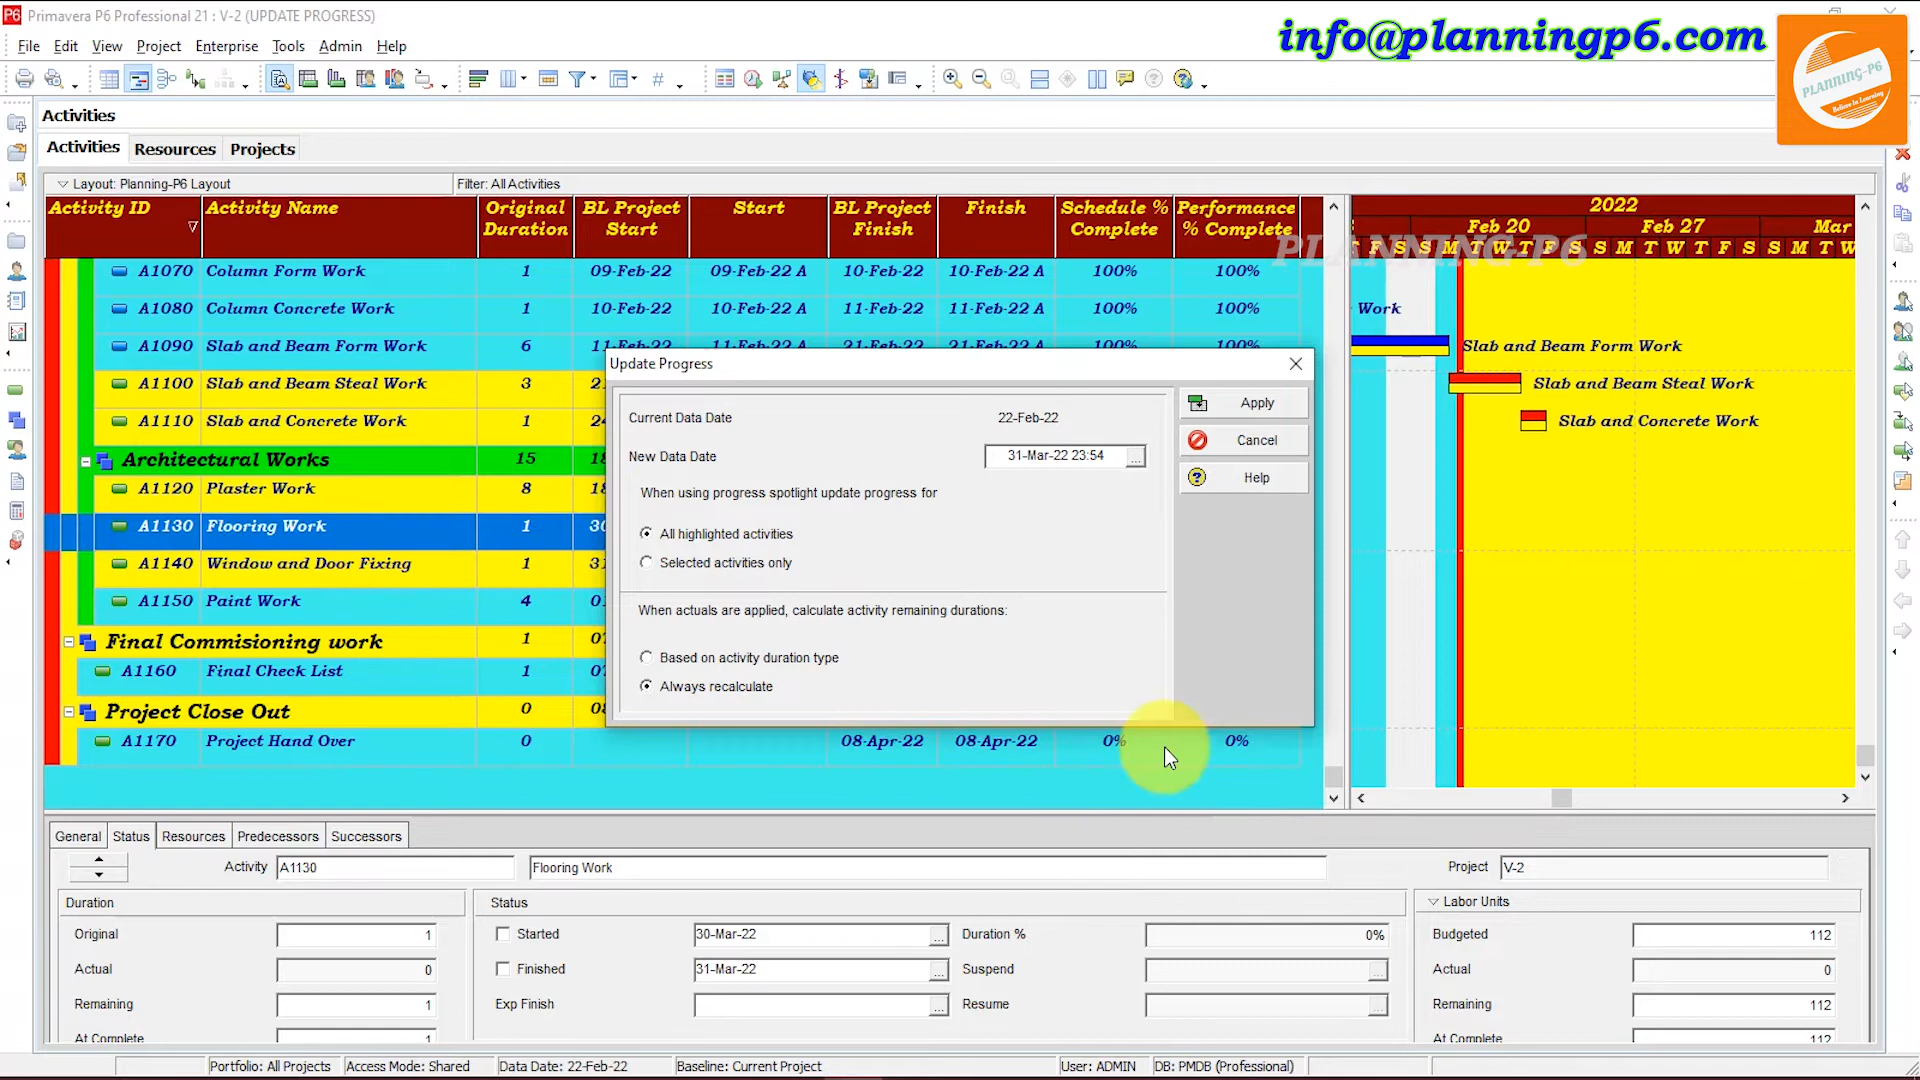 Primavera P6 Professional 21 : V-2 (UPDATE PROGRESS)
info@planningp6.com
PLANNING-P6
Believe In Learning
File Edit View Project Enterprise Tools Admin Help
Activities
Activities Resources Projects
Layout: Planning-P6 Layout Filter: All Activities
Activity ID Activity Name Original Duration BL Project Start Start BL Project Finish Finish Schedule % Complete Performance % Complete
2022
Feb 20 Feb 27 Mar
F S S M T W T F S S M T W T F S S M T W
PLANNING-P6
A1070 Column Form Work 1 09-Feb-22 09-Feb-22 A 10-Feb-22 10-Feb-22 A 100% 100%
A1080 Column Concrete Work 1 10-Feb-22 10-Feb-22 A 11-Feb-22 11-Feb-22 A 100% 100% Work
A1090 Slab and Beam Form Work 6 11-Feb-22 11-Feb-22 A 21-Feb-22 21-Feb-22 A 100% 100% Slab and Beam Form Work
A1100 Slab and Beam Steal Work 3 Slab and Beam Steal Work
A1110 Slab and Concrete Work 1 Slab and Concrete Work
Architectural Works 15
A1120 Plaster Work 8
A1130 Flooring Work 1
A1140 Window and Door Fixing 1
A1150 Paint Work 4
Final Commisioning work 1
A1160 Final Check List 1
Project Close Out 0
A1170 Project Hand Over 0 08-Apr-22 08-Apr-22 0% 0%
Update Progress
Current Data Date 22-Feb-22
New Data Date 31-Mar-22 23:54 ...
When using progress spotlight update progress for
All highlighted activities
Selected activities only
When actuals are applied, calculate activity remaining durations:
Based on activity duration type
Always recalculate
Apply
Cancel
Help
General Status Resources Predecessors Successors
Activity A1130 Flooring Work Project V-2
Duration Status Labor Units
Original 1 Started 30-Mar-22 ... Duration % 0% Budgeted 112
Actual 0 Finished 31-Mar-22 ... Suspend ... Actual 0
Remaining 1 Exp Finish ... Resume ... Remaining 112
At Complete 1 At Complete 112
Portfolio: All Projects Access Mode: Shared Data Date: 22-Feb-22 Baseline: Current Project User: ADMIN DB: PMDB (Professional)